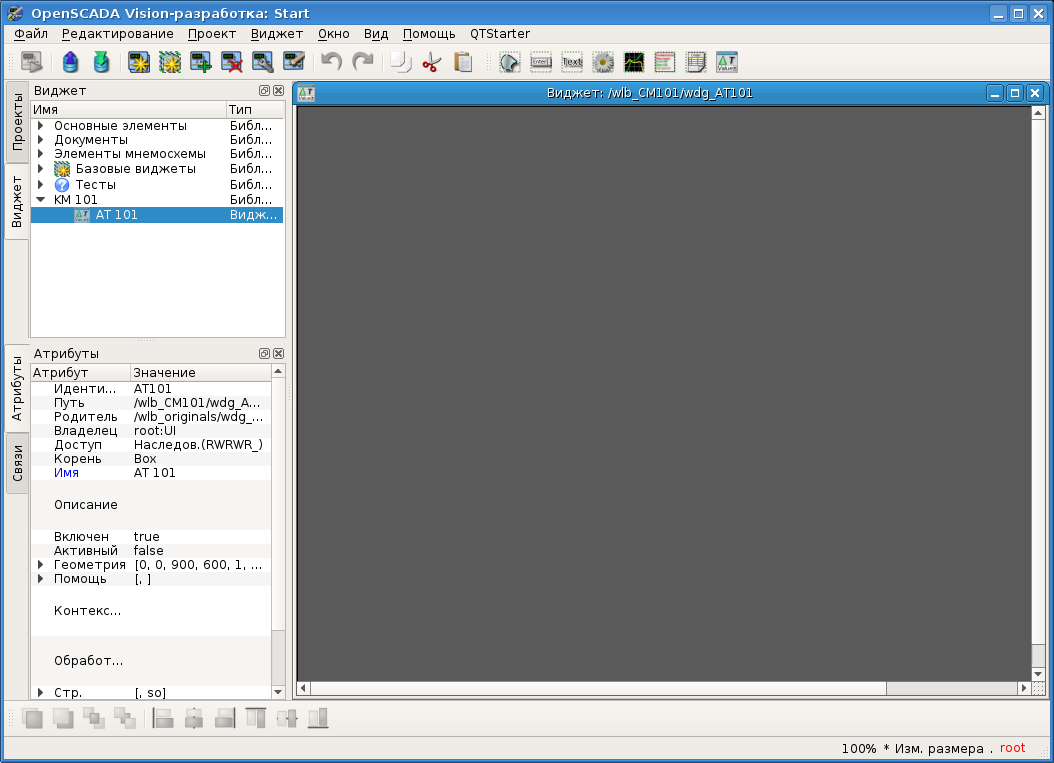 OpenSCADA Vision-разработка: Start
Файл Редактирование Проект Виджет Окно Вид Помощь QTStarter
Проекты
Виджет
Атрибуты
Связи
Виджет
Имя Тип
Основные элементы Библ...
Документы Библ...
Элементы мнемосхемы Библ...
Базовые виджеты Библ...
Тесты Библ...
КМ 101 Библ...
AT 101 Видж...
Атрибуты
Атрибут Значение
Иденти... AT101
Путь /wlb_CM101/wdg_A...
Родитель /wlb_originals/wdg_...
Владелец root:UI
Доступ Наследов.(RWRWR_)
Корень Box
Имя AT 101
Описание
Включен true
Активный false
Геометрия [0, 0, 900, 600, 1, ...
Помощь [, ]
Контекс...
Обработ...
Стр. [, so]
Виджет: /wlb_CM101/wdg_AT101
100% * Изм. размера . root